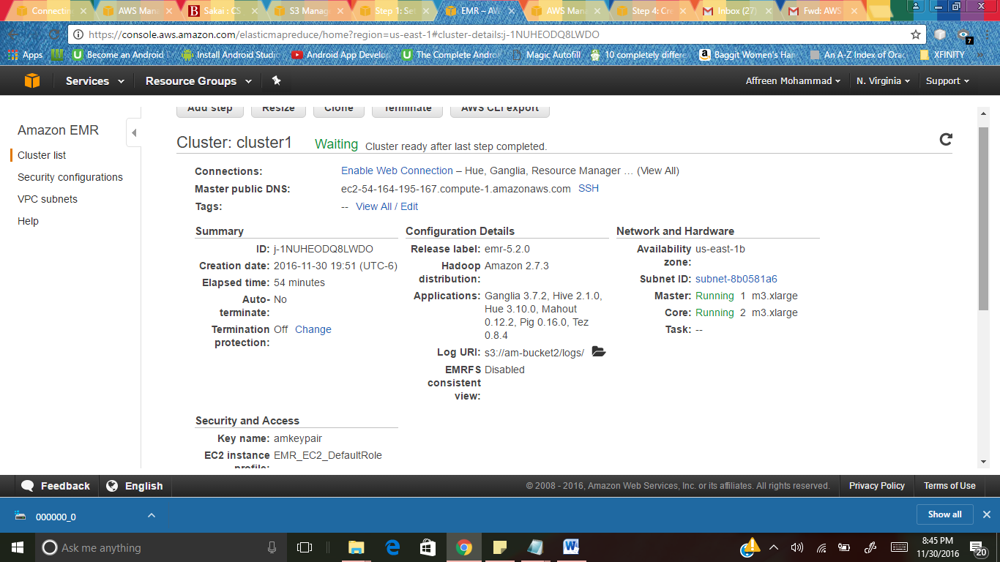 Connectin
AWS Mana
Sakai : CS
S3 Manag
Step 1: Set
EMR – AW
AWS Mana
Step 4: Cre
Inbox (27)
Fwd: AWS
https://console.aws.amazon.com/elasticmapreduce/home?region=us-east-1#cluster-details:j-1NUHEODQ8LWDO
7
Apps
Become an Android D
Install Android Studio
Android App Develop
The Complete Androi
Magic Autofill
10 completely differe
Baggit Women's Han
An A-Z Index of Orac
XFINITY
Services
Resource Groups
Affreen Mohammad
N. Virginia
Support
Add step
Resize
Clone
Terminate
AWS CLI export
Amazon EMR
Cluster list
Security configurations
VPC subnets
Help
Cluster: cluster1 Waiting Cluster ready after last step completed.
Connections: Enable Web Connection – Hue, Ganglia, Resource Manager … (View All)
Master public DNS: ec2-54-164-195-167.compute-1.amazonaws.com SSH
Tags: -- View All / Edit
Summary
ID: j-1NUHEODQ8LWDO
Creation date: 2016-11-30 19:51 (UTC-6)
Elapsed time: 54 minutes
Auto- No
terminate:
Termination Off Change
protection:
Configuration Details
Release label: emr-5.2.0
Hadoop Amazon 2.7.3
distribution:
Applications: Ganglia 3.7.2, Hive 2.1.0,
Hue 3.10.0, Mahout
0.12.2, Pig 0.16.0, Tez
0.8.4
Log URI: s3://am-bucket2/logs/
EMRFS Disabled
consistent
view:
Network and Hardware
Availability us-east-1b
zone:
Subnet ID: subnet-8b0581a6
Master: Running 1 m3.xlarge
Core: Running 2 m3.xlarge
Task: --
Security and Access
Key name: amkeypair
EC2 instance EMR_EC2_DefaultRole
profile:
Feedback
English
© 2008 - 2016, Amazon Web Services, Inc. or its affiliates. All rights reserved.
Privacy Policy
Terms of Use
000000_0
Show all
Ask me anything
8:45 PM
11/30/2016
20